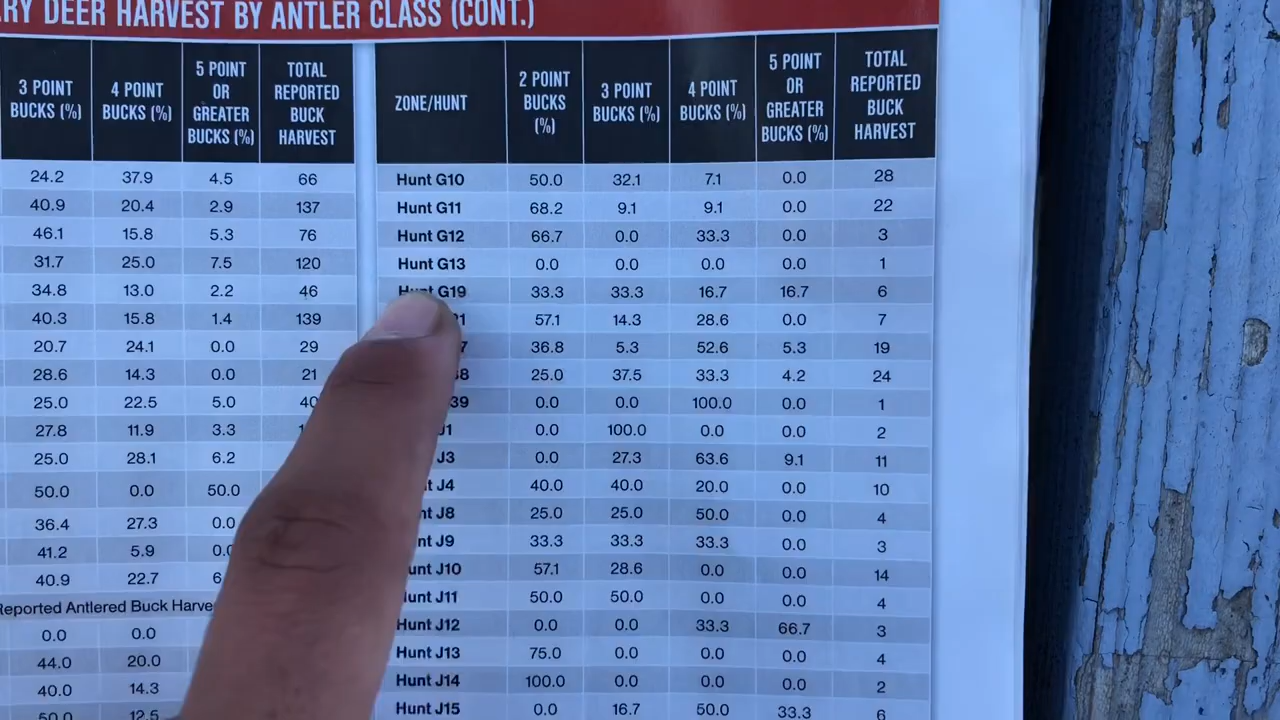 RY DEER HARVEST BY ANTLER CLASS (CONT.)
3 POINT BUCKS (%) 4 POINT BUCKS (%) 5 POINT OR GREATER BUCKS (%) TOTAL REPORTED BUCK HARVEST
24.2 37.9 4.5 66
40.9 20.4 2.9 137
46.1 15.8 5.3 76
31.7 25.0 7.5 120
34.8 13.0 2.2 46
40.3 15.8 1.4 139
20.7 24.1 0.0 29
28.6 14.3 0.0 21
25.0 22.5 5.0 40
27.8 11.9 3.3
25.0 28.1 6.2
50.0 0.0 50.0
36.4 27.3 0.0
41.2 5.9
40.9 22.7
Reported Antlered Buck
0.0 0.0
44.0 20.0
40.0 14.3
50.0 12.5
ZONE/HUNT 2 POINT BUCKS (%) 3 POINT BUCKS (%) 4 POINT BUCKS (%) 5 POINT OR GREATER BUCKS (%) TOTAL REPORTED BUCK HARVEST
Hunt G10 50.0 32.1 7.1 0.0 28
Hunt G11 68.2 9.1 9.1 0.0 22
Hunt G12 66.7 0.0 33.3 0.0 3
Hunt G13 0.0 0.0 0.0 0.0 1
Hunt G19 33.3 33.3 16.7 16.7 6
57.1 14.3 28.6 0.0 7
36.8 5.3 52.6 5.3 19
25.0 37.5 33.3 4.2 24
39 0.0 0.0 100.0 0.0 1
J1 0.0 100.0 0.0 0.0 2
J3 0.0 27.3 63.6 9.1 11
J4 40.0 40.0 20.0 0.0 10
J8 25.0 25.0 50.0 0.0 4
J9 33.3 33.3 33.3 0.0 3
Hunt J10 57.1 28.6 0.0 0.0 14
Hunt J11 50.0 50.0 0.0 0.0 4
Hunt J12 0.0 0.0 33.3 66.7 3
Hunt J13 75.0 0.0 0.0 0.0 4
Hunt J14 100.0 0.0 0.0 0.0 2
Hunt J15 0.0 16.7 50.0 33.3 6